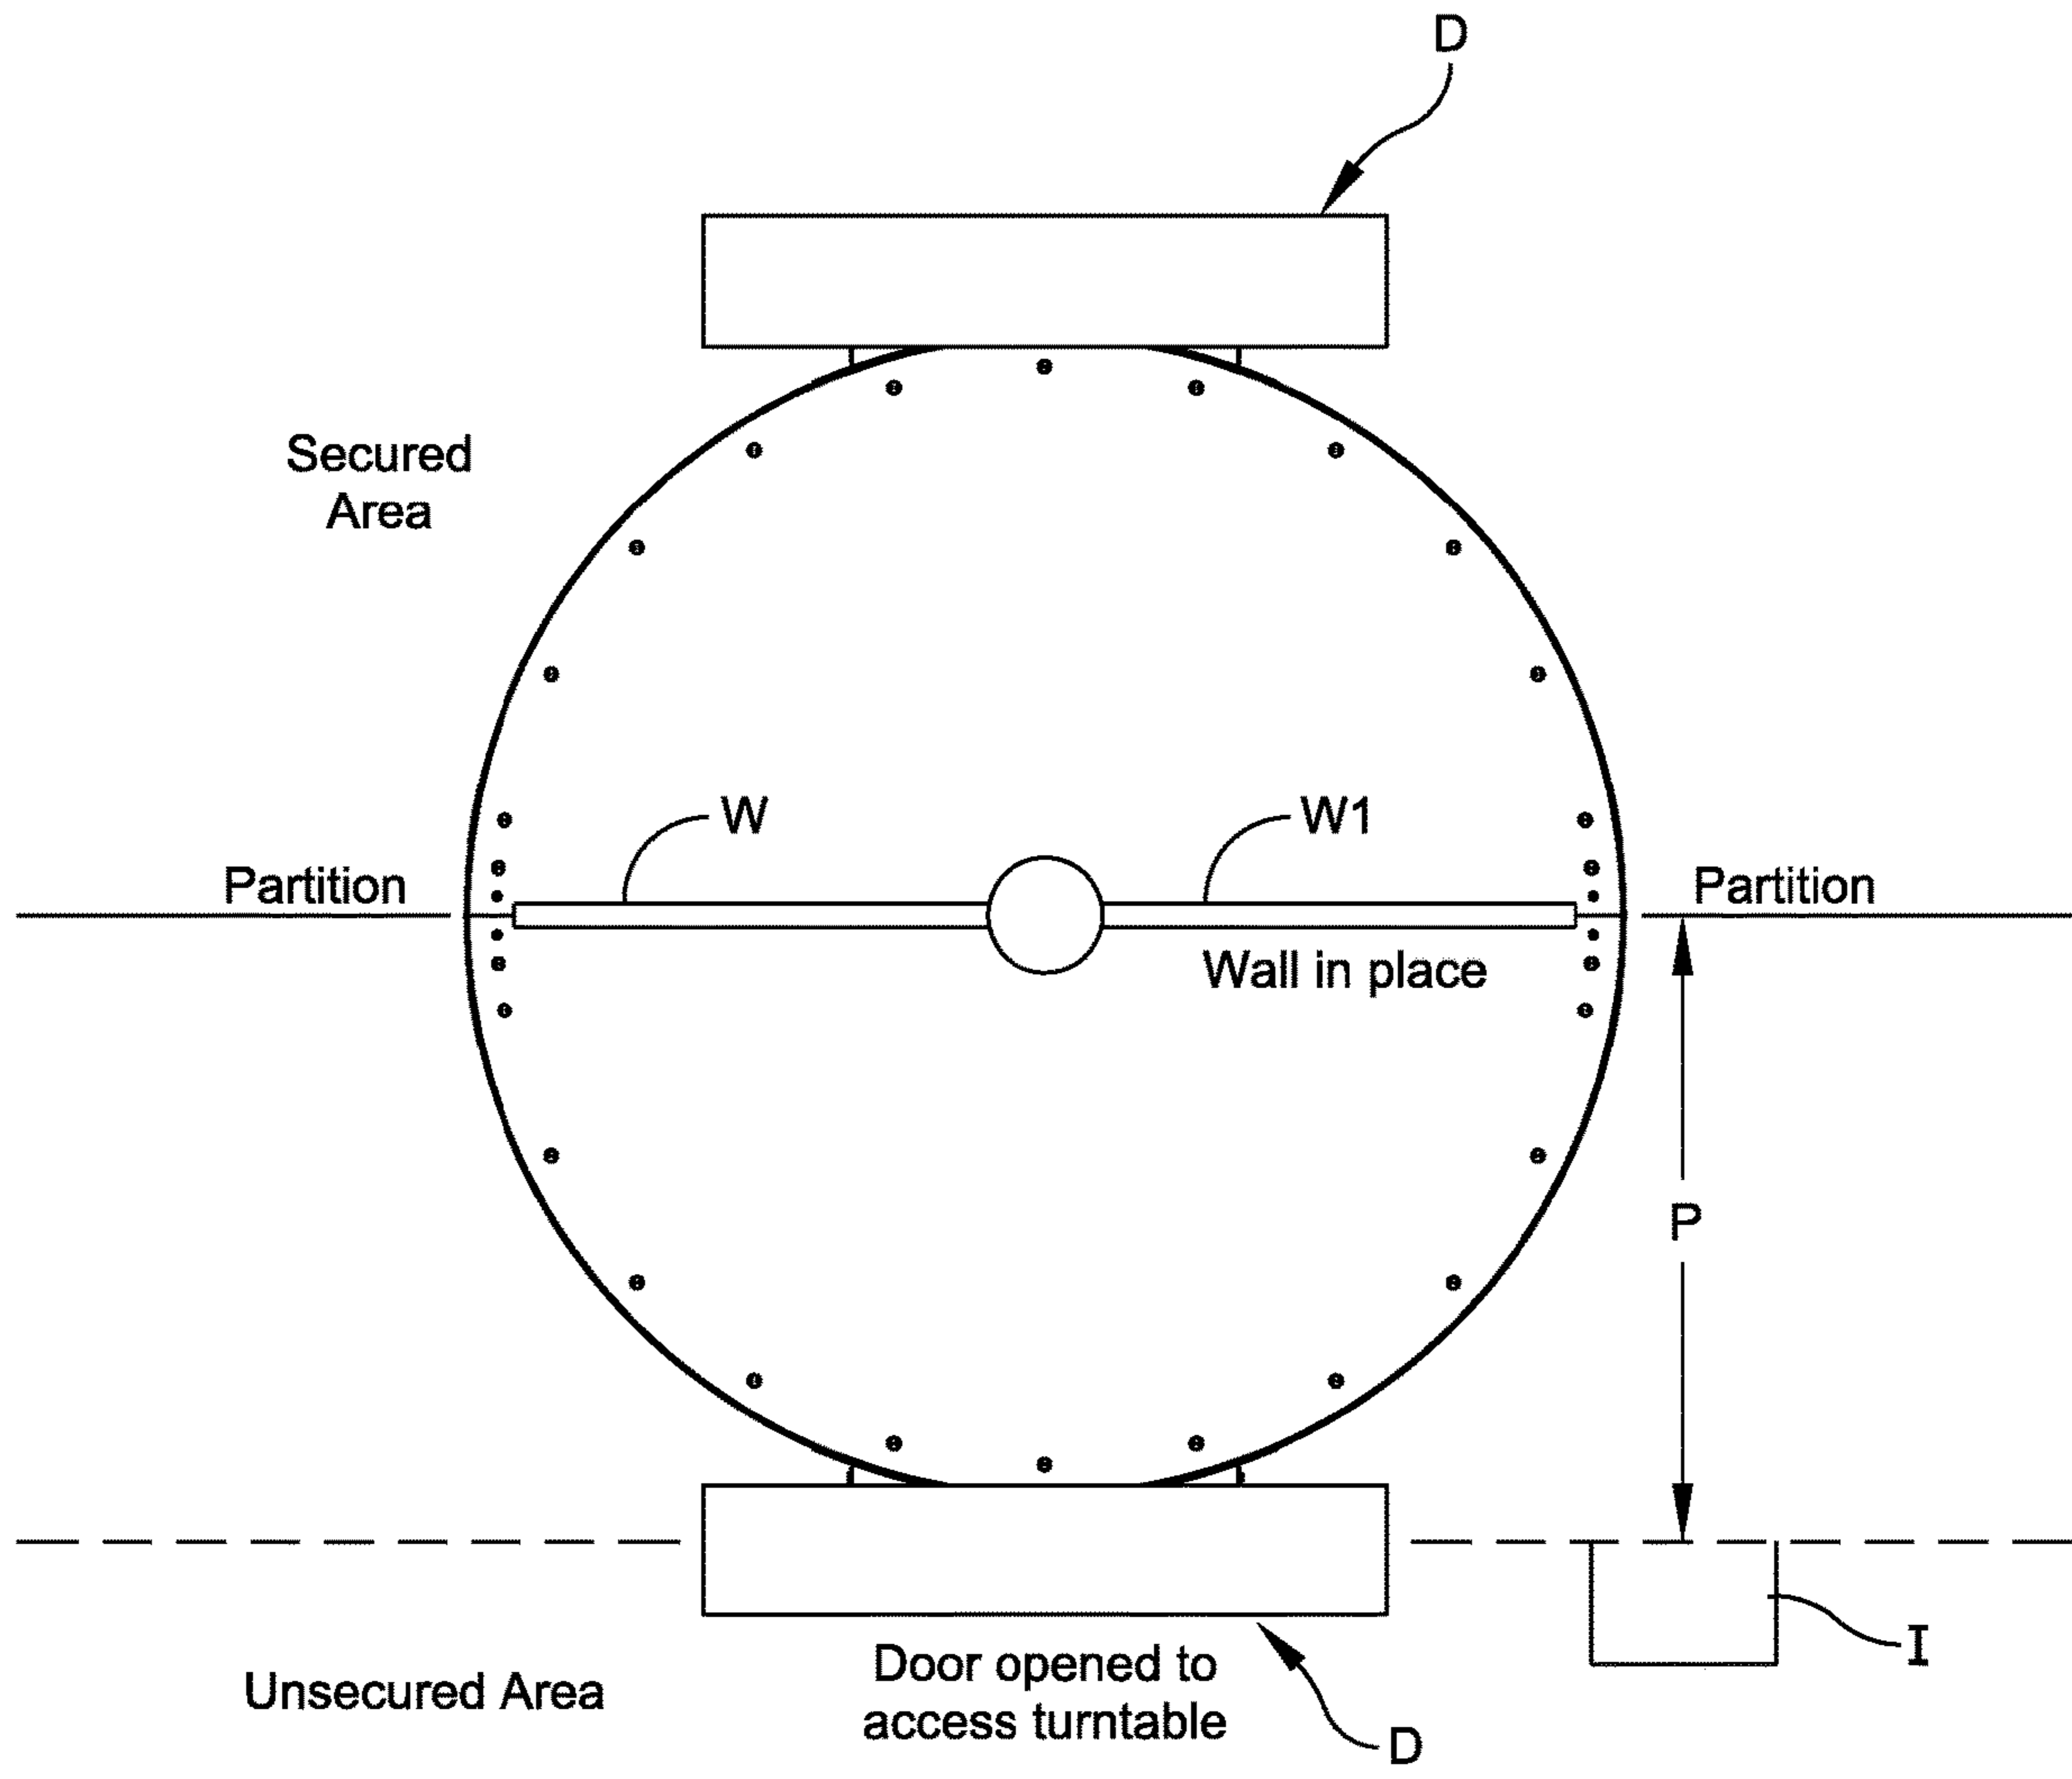 D
Secured
Area
W
W1
Partition
Partition
Wall in place
P
Door opened to
access turntable
Unsecured Area
I
D